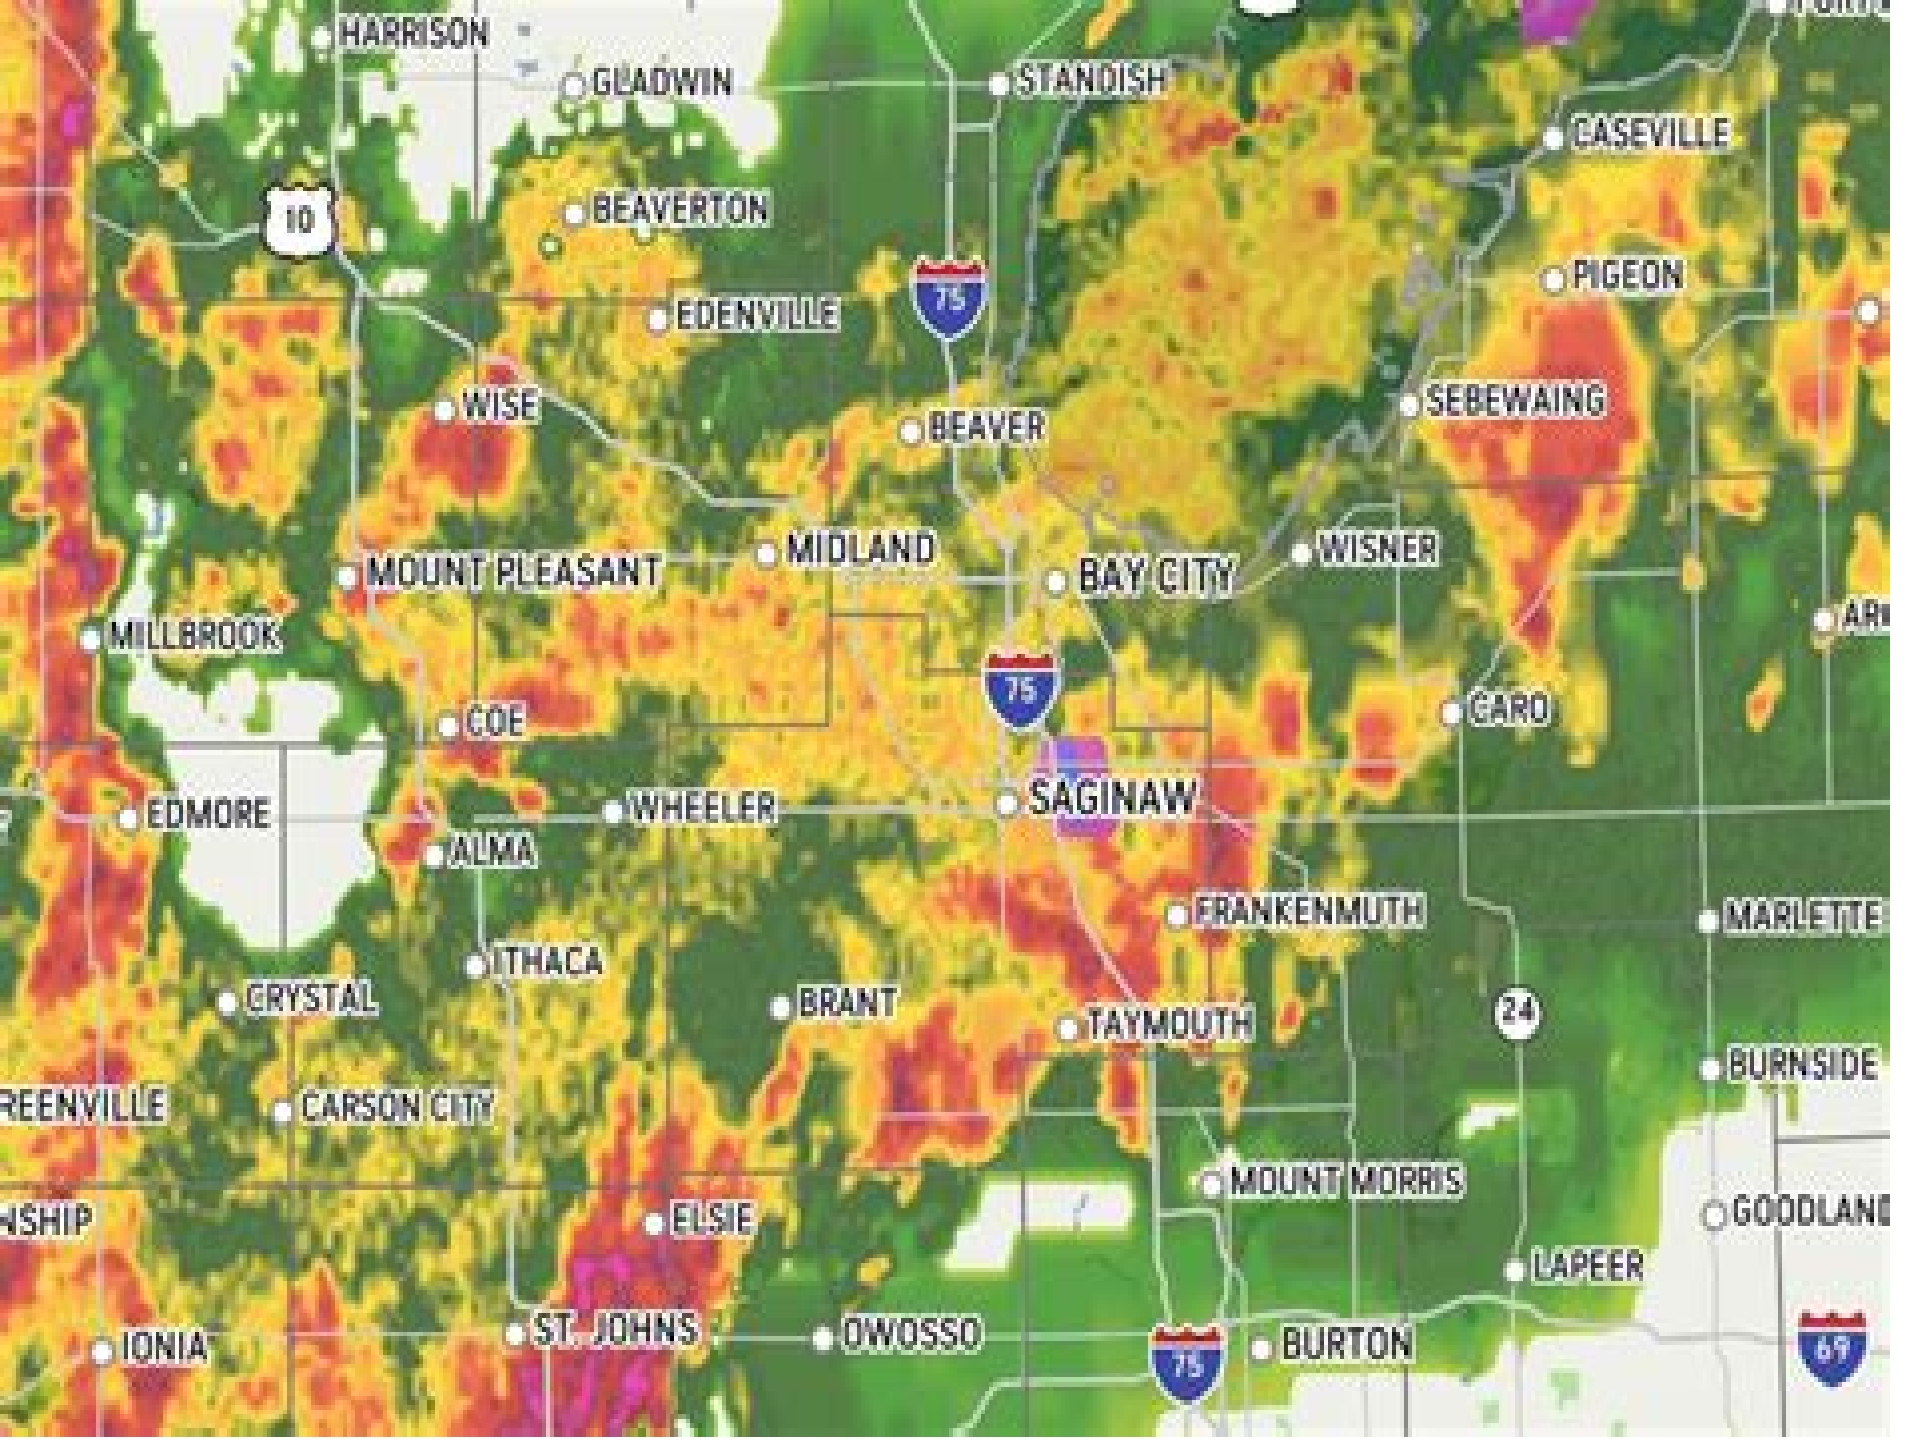 HARRISON
GLADWIN
STANDISH
CASEVILLE
10
BEAVERTON
75
PIGEON
EDENVILLE
WISE
BEAVER
SEBEWAING
MIDLAND
WISNER
MOUNT PLEASANT
BAY CITY
MILLBROOK
75
COE
CARO
EDMORE
WHEELER
SAGINAW
ALMA
FRANKENMUTH
MARLETTE
ITHACA
CRYSTAL
BRANT
TAYMOUTH
24
BURNSIDE
REENVILLE
CARSON CITY
MOUNT MORRIS
NSHIP
ELSIE
GOODLAND
LAPEER
IONIA
ST. JOHNS
OWOSSO
75
BURTON
69